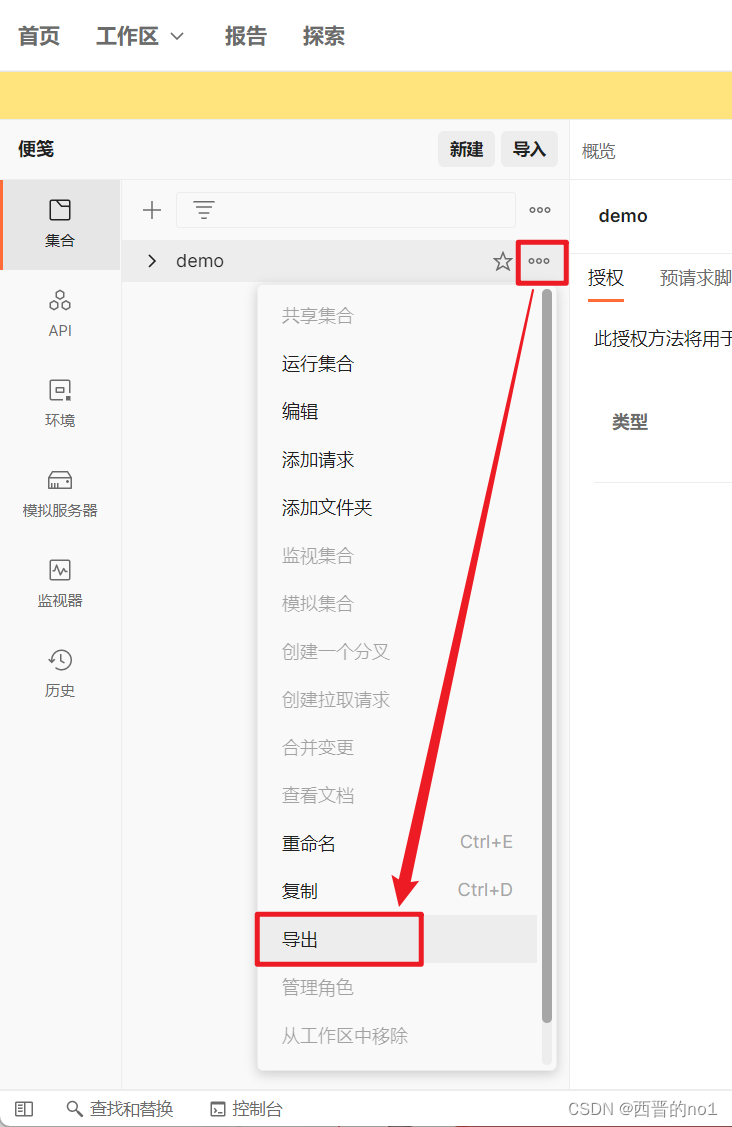 首页 工作区 报告 探索
便笺 新建 导入 概览
集合
demo
demo
授权 预请求脚
共享集合
此授权方法将用于
API
运行集合
编辑
环境
类型
添加请求
模拟服务器
添加文件夹
监视集合
监视器
模拟集合
创建一个分叉
历史
创建拉取请求
合并变更
查看文档
重命名 Ctrl+E
复制 Ctrl+D
导出
管理角色
从工作区中移除
查找和替换 控制台 CSDN @西晋的no1